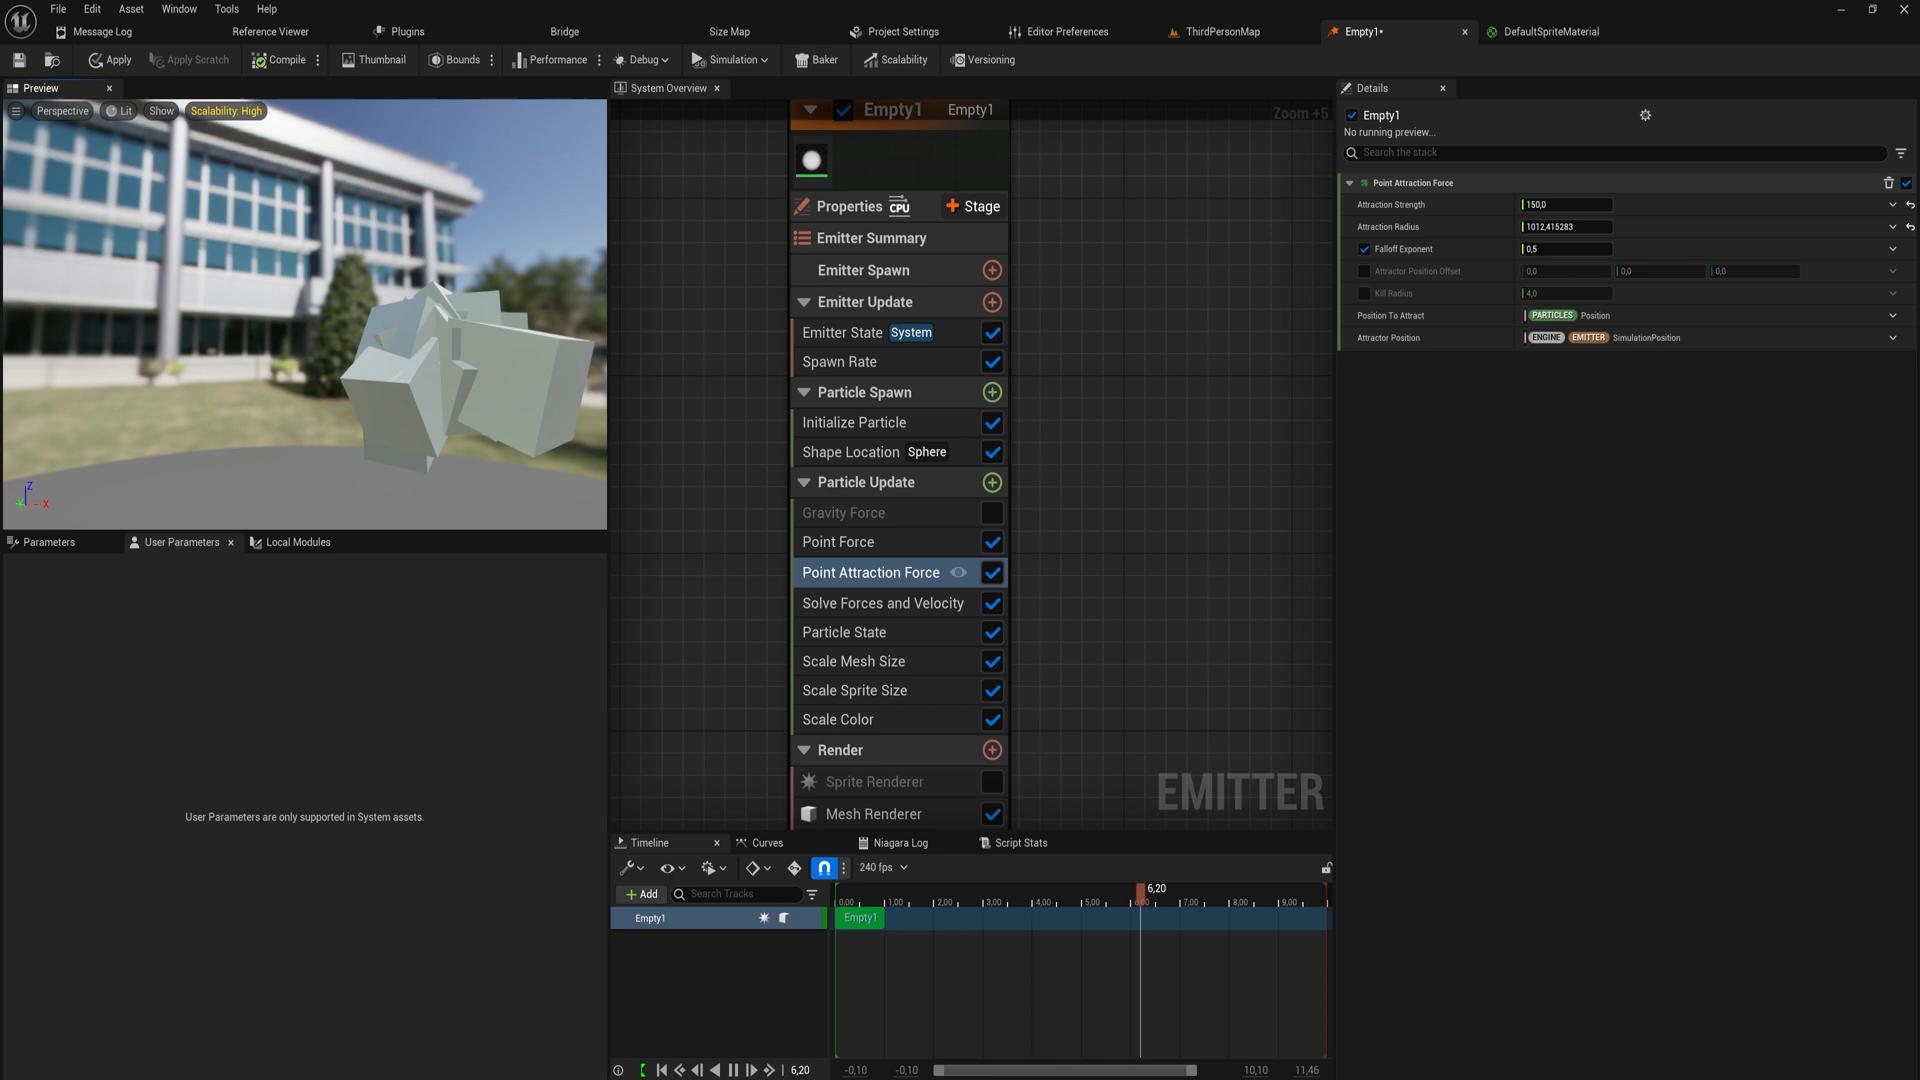 File Edit Asset Window Tools Help
Message Log Reference Viewer Plugins Bridge Size Map Project Settings Editor Preferences ThirdPersonMap Empty1• DefaultSpriteMaterial
Apply Apply Scratch Compile Thumbnail Bounds Performance Debug Simulation Baker Scalability Versioning
Preview
Perspective Lit Show Scalability: High
Z
X
Parameters User Parameters Local Modules
User Parameters are only supported in System assets.
System Overview
Zoom +5
Empty1 Empty1
Properties CPU Stage
Emitter Summary
Emitter Spawn
Emitter Update
Emitter State System
Spawn Rate
Particle Spawn
Initialize Particle
Shape Location Sphere
Particle Update
Gravity Force
Point Force
Point Attraction Force
Solve Forces and Velocity
Particle State
Scale Mesh Size
Scale Sprite Size
Scale Color
Render
Sprite Renderer
Mesh Renderer
EMITTER
Timeline Curves Niagara Log Script Stats
240 fps
+ Add Search Tracks
6,20
0,00 1,00 2,00 3,00 4,00 5,00 6,00 7,00 8,00 9,00
Empty1 Empty1
6,20 -0,10 -0,10 10,10 11,46
Details
Empty1
No running preview...
Search the stack
Point Attraction Force
Attraction Strength 150,0
Attraction Radius 1012,415283
Falloff Exponent 0,5
Attractor Position Offset 0,0 0,0 0,0
Kill Radius 4,0
Position To Attract PARTICLES Position
Attractor Position ENGINE EMITTER SimulationPosition